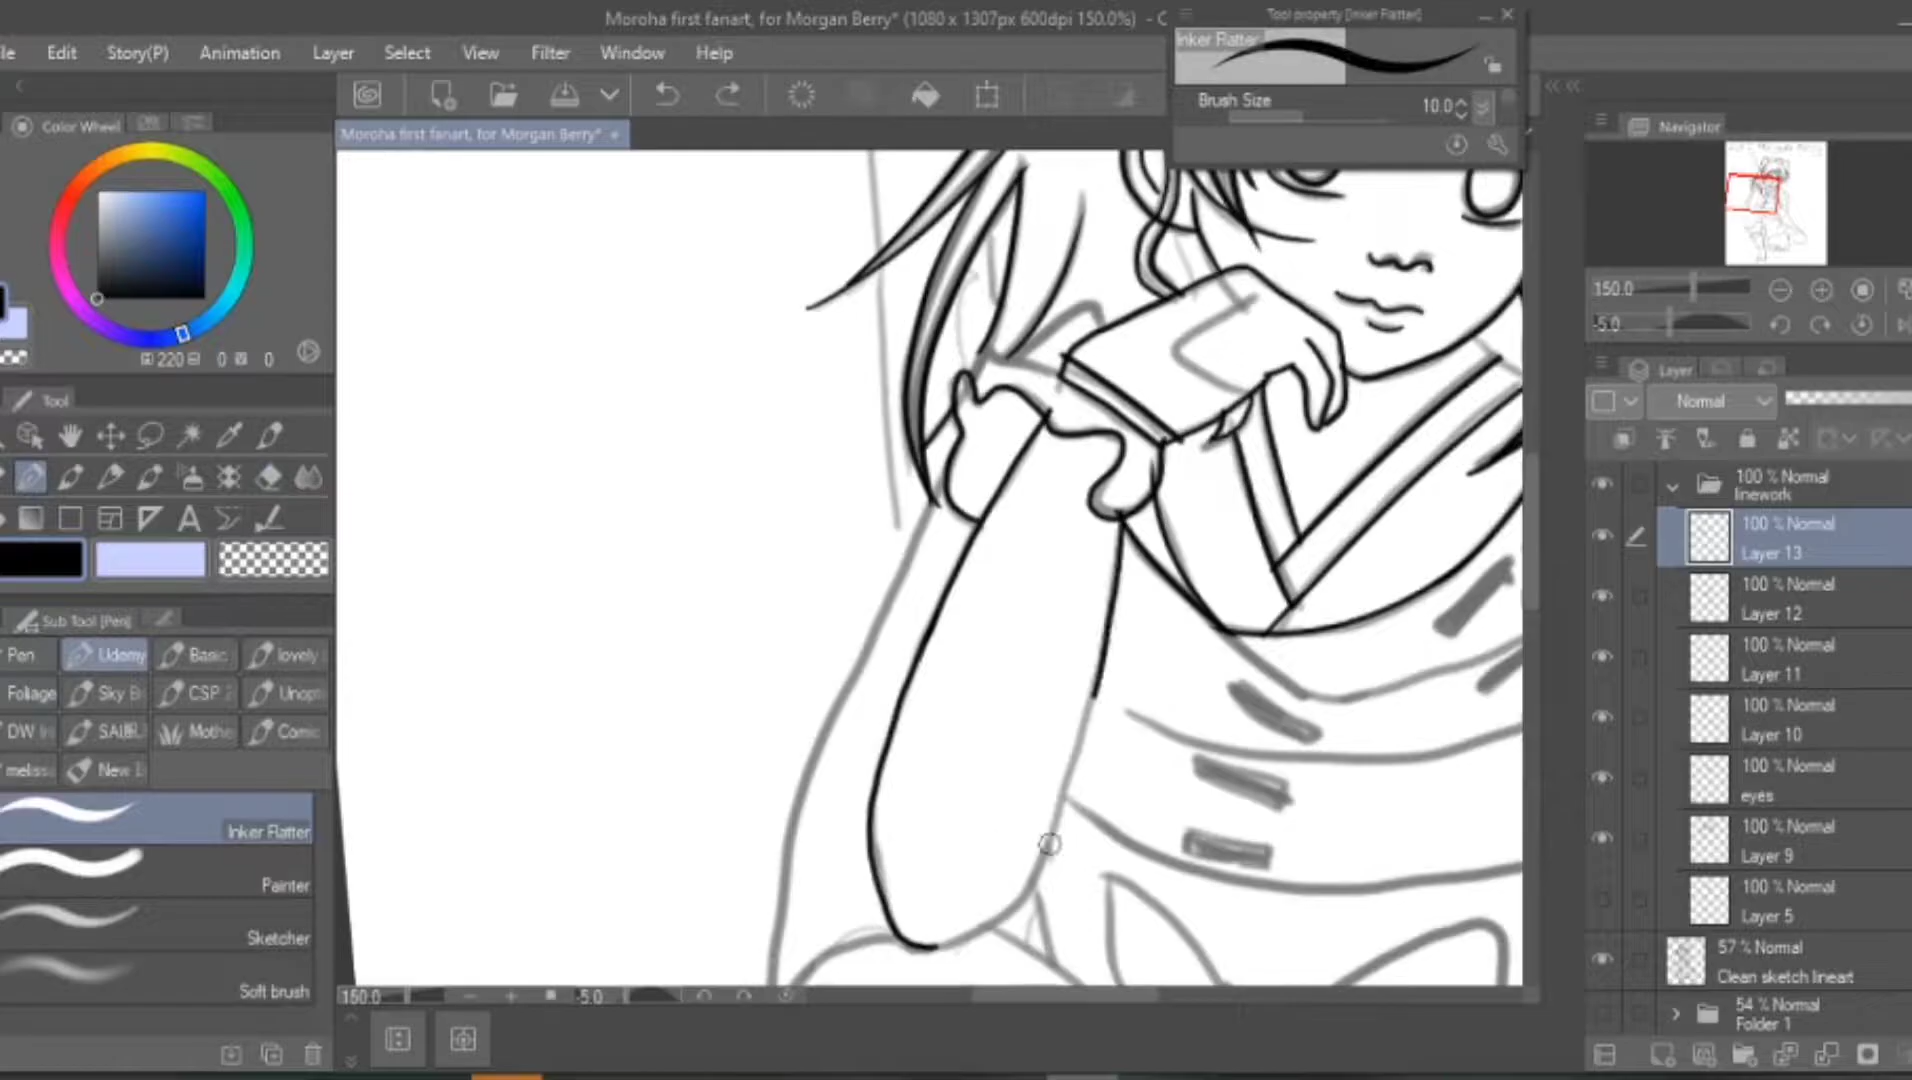 Moroha first fanart, for Morgan Berry* (1080 x 1307px 600dpi 150.0%) - C
Tool property [Inker Flatter]
Edit Story(P) Animation Layer Select View Filter Window Help
Inker Flatter
Brush Size 10.0
Color Wheel
Moroha first fanart, for Morgan Berry*
Navigator
220 0 0
150.0
-5.0
Tool
Layer
Normal
100 % Normal
linework
100 % Normal
Layer 13
100 % Normal
Layer 12
100 % Normal
Layer 11
100 % Normal
Layer 10
100 % Normal
eyes
100 % Normal
Layer 9
100 % Normal
Layer 5
57 % Normal
Clean sketch lineart
54 % Normal
Folder 1
Sub Tool [Pen]
Pen Udemy Basic lovely
Foliage Sky B CSP Unopt
DW SAI Mothe Comic
melissa New
Inker Flatter
Painter
Sketcher
Soft brush
150.0 -5.0